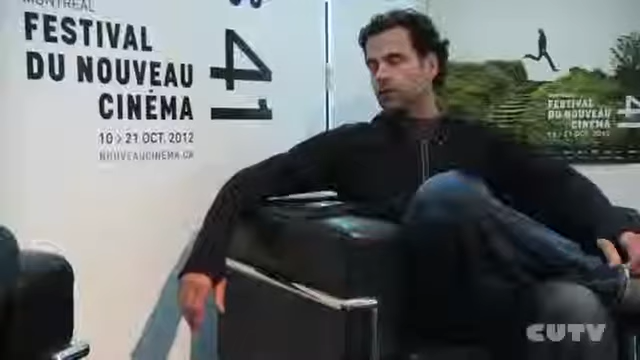 MONTRÉAL
FESTIVAL
DU NOUVEAU
CINÉMA
10 > 21 OCT. 2012
NOUVEAUCINEMA.CA
41
FESTIVAL
DU NOUVEAU
CINÉMA
CUTV